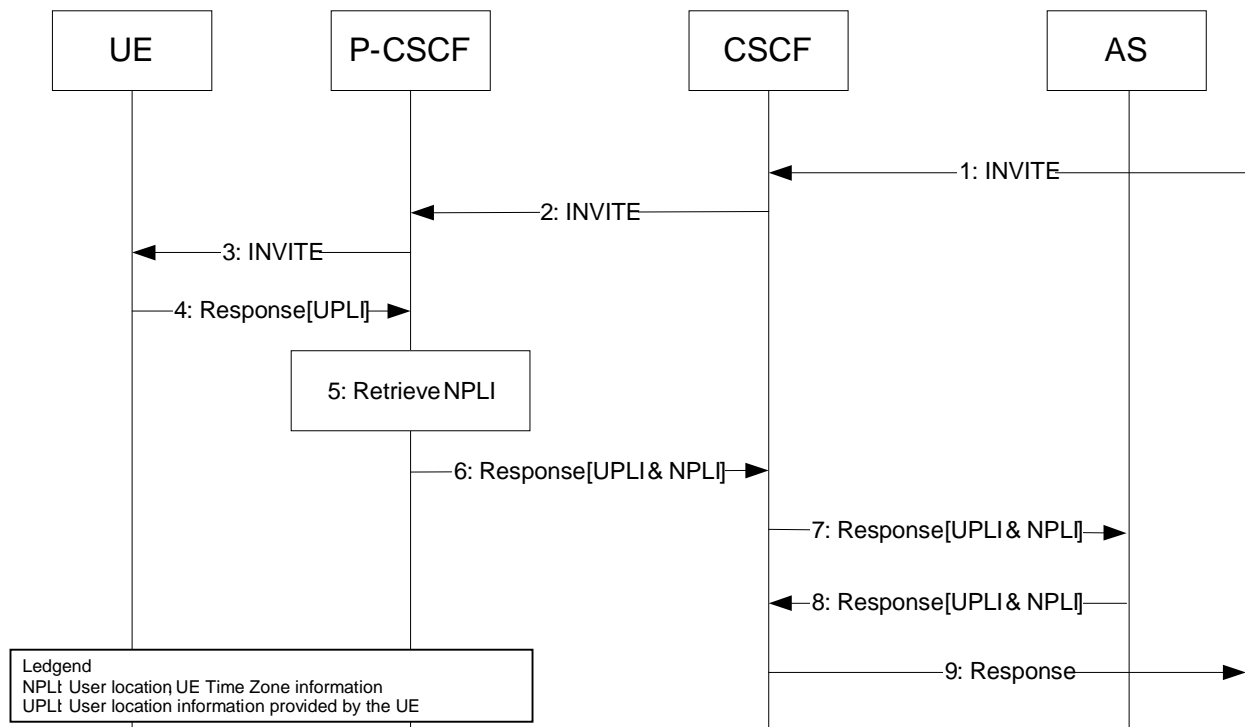 UE
P-CSCF
CSCF
AS
1: INVITE
2: INVITE
3: INVITE
4: Response[UPLI]
5: Retrieve NPLI
6: Response[UPLI & NPLI]
7: Response[UPLI & NPLI]
8: Response[UPLI & NPLI]
9: Response
Ledgend
NPLI: User location, UE Time Zone information
UPLI: User location information provided by the UE